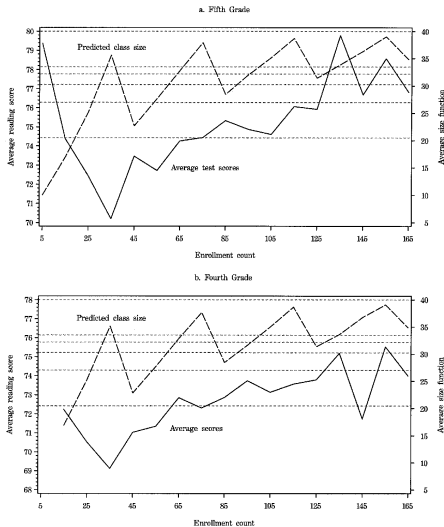 a. Fifth Grade
80
79
78
77
76
75
74
73
72
71
70
Average reading score
Predicted class size
Average test scores
40
35
30
25
20
15
10
5
Average size function
5 25 45 65 85 105 125 145 165
Enrollment count
b. Fourth Grade
78
77
76
75
74
73
72
71
70
69
68
Average reading score
Predicted class size
Average scores
40
35
30
25
20
15
10
5
Average size function
5 25 45 65 85 105 125 145 165
Enrollment count